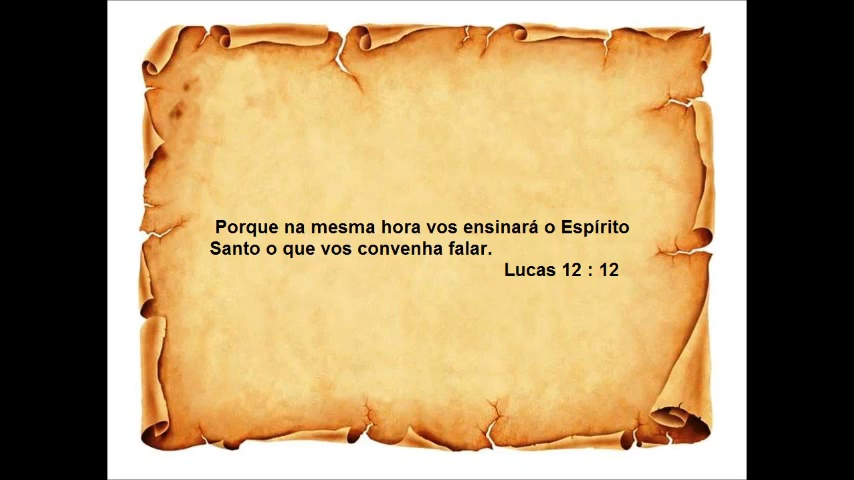 Porque na mesma hora vos ensinará o Espírito
Santo o que vos convenha falar.
Lucas 12 : 12